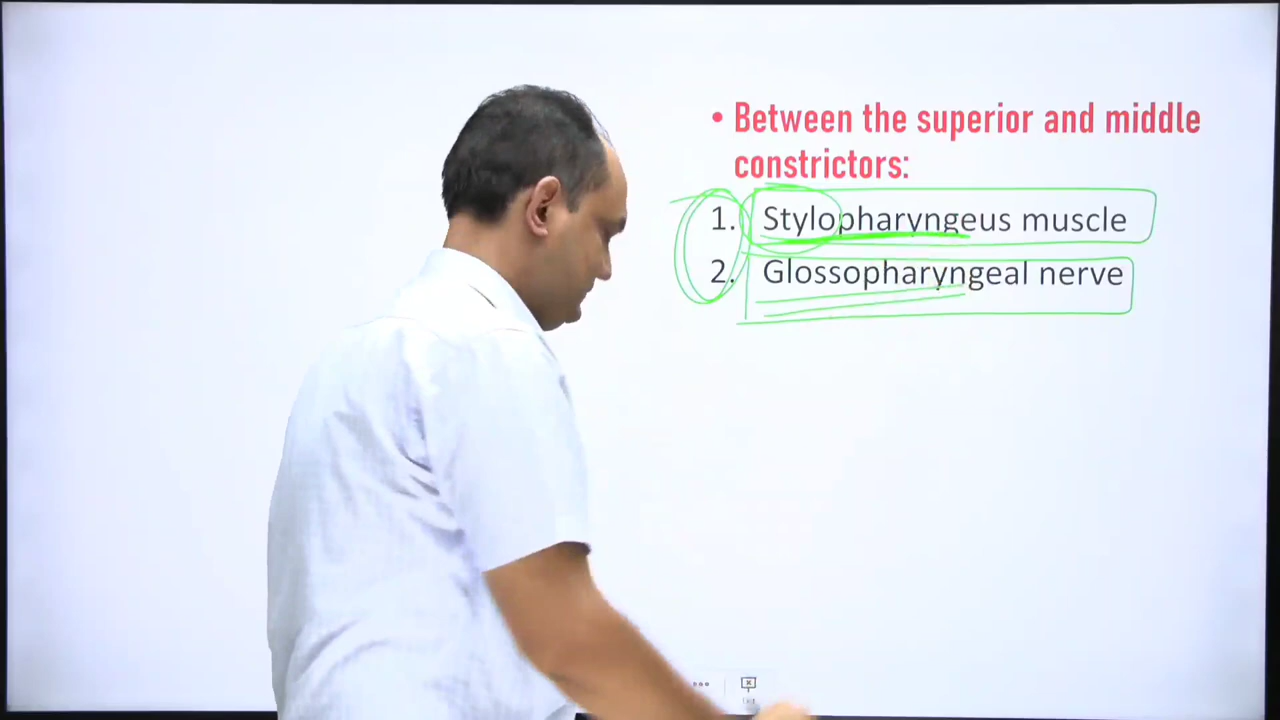 • Between the superior and middle
constrictors:
1. Stylopharyngeus muscle
2. Glossopharyngeal nerve